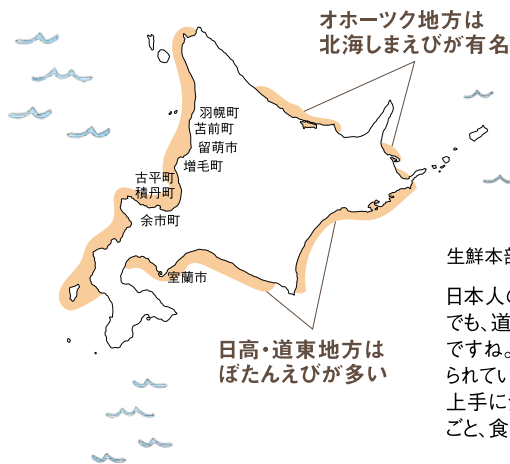 オホーツク地方は
北海しまえびが有名
羽幌町
苫前町
留萌市
増毛町
古平町
積丹町
余市町
室蘭市
日高・道東地方は
ぼたんえびが多い
生鮮本部
日本人の
でも、道
ですね。
られてい
上手に
ごと、食